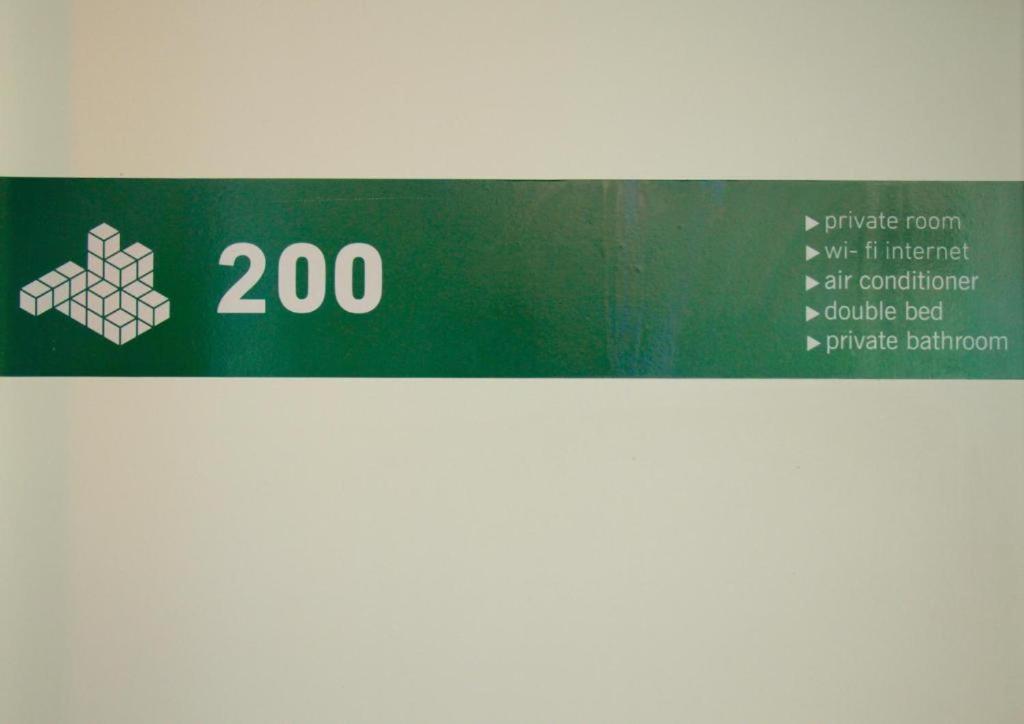 200
▶ private room
▶ wi- fi internet
▶ air conditioner
▶ double bed
▶ private bathroom